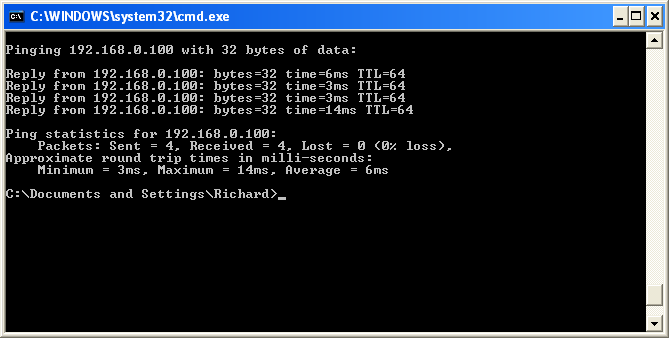 C:\WINDOWS\system32\cmd.exe
Pinging 192.168.0.100 with 32 bytes of data:
Reply from 192.168.0.100: bytes=32 time=6ms TTL=64
Reply from 192.168.0.100: bytes=32 time=3ms TTL=64
Reply from 192.168.0.100: bytes=32 time=3ms TTL=64
Reply from 192.168.0.100: bytes=32 time=14ms TTL=64
Ping statistics for 192.168.0.100:
    Packets: Sent = 4, Received = 4, Lost = 0 (0% loss),
Approximate round trip times in milli-seconds:
    Minimum = 3ms, Maximum = 14ms, Average = 6ms
C:\Documents and Settings\Richard>_